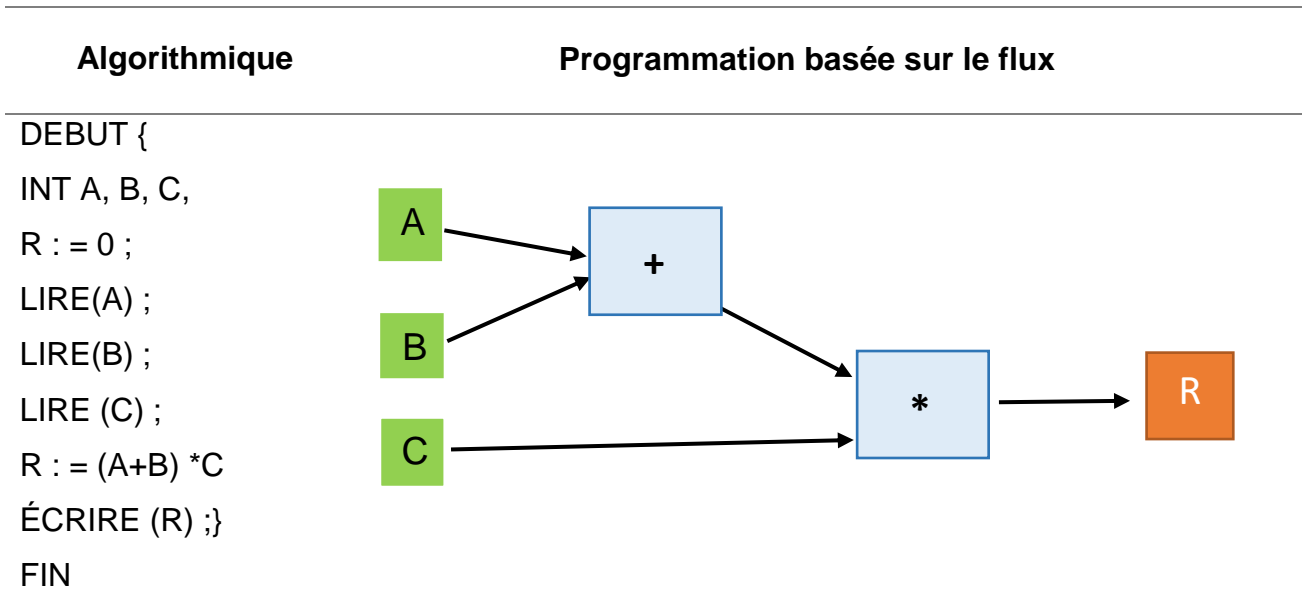 Algorithmique
Programmation basée sur le flux
DEBUT {
INT A, B, C,
R : = 0 ;
LIRE(A) ;
LIRE(B) ;
LIRE (C) ;
R : = (A+B) *C
ÉCRIRE (R) ;}
FIN
A
+
B
*
R
C